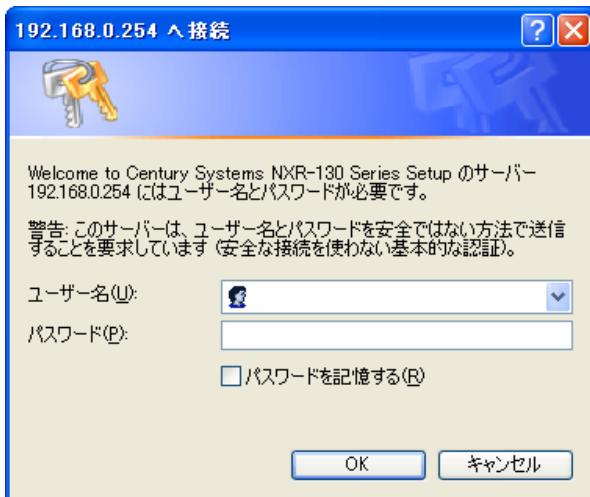 192.168.0.254 へ接続
Welcome to Century Systems NXR-130 Series Setup のサーバー
192.168.0.254 にはユーザー名とパスワードが必要です。
警告: このサーバーは、ユーザー名とパスワードを安全ではない方法で送信
することを要求しています (安全な接続を使わない基本的な認証)。
ユーザー名(U):
パスワード(P):
パスワードを記憶する(R)
OK キャンセル